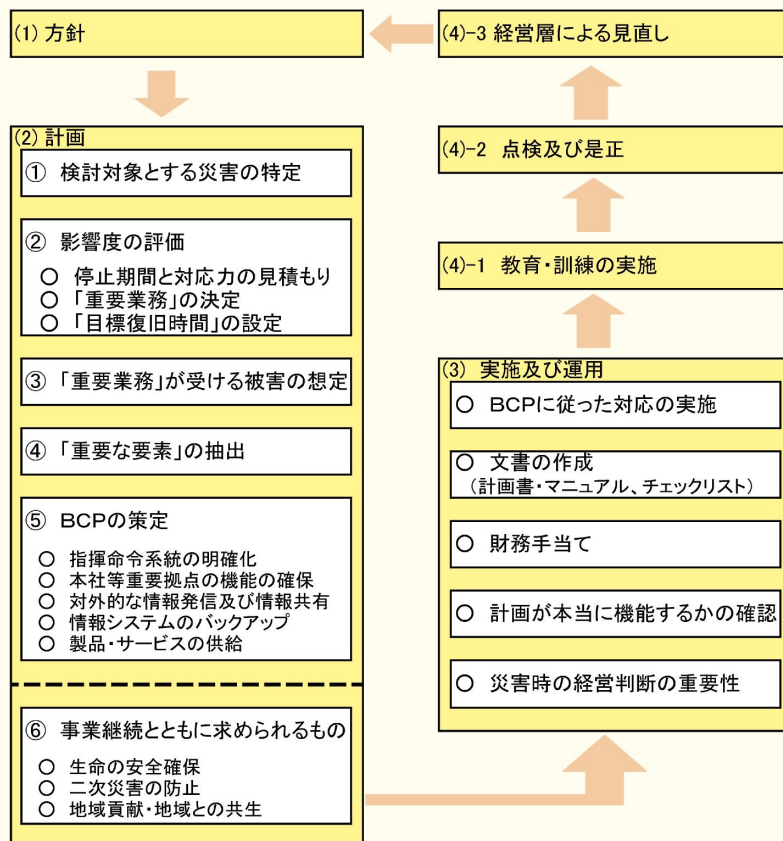 (1) 方針
(2) 計画
① 検討対象とする災害の特定
② 影響度の評価
○ 停止期間と対応力の見積もり
○ 「重要業務」の決定
○ 「目標復旧時間」の設定
③ 「重要業務」が受ける被害の想定
④ 「重要な要素」の抽出
⑤ BCPの策定
○ 指揮命令系統の明確化
○ 本社等重要拠点の機能の確保
○ 対外的な情報発信及び情報共有
○ 情報システムのバックアップ
○ 製品・サービスの供給
⑥ 事業継続とともに求められるもの
○ 生命の安全確保
○ 二次災害の防止
○ 地域貢献・地域との共生
(3) 実施及び運用
○ BCPに従った対応の実施
○ 文書の作成
(計画書・マニュアル、チェックリスト)
○ 財務手当て
○ 計画が本当に機能するかの確認
○ 災害時の経営判断の重要性
(4)-1 教育・訓練の実施
(4)-2 点検及び是正
(4)-3 経営層による見直し